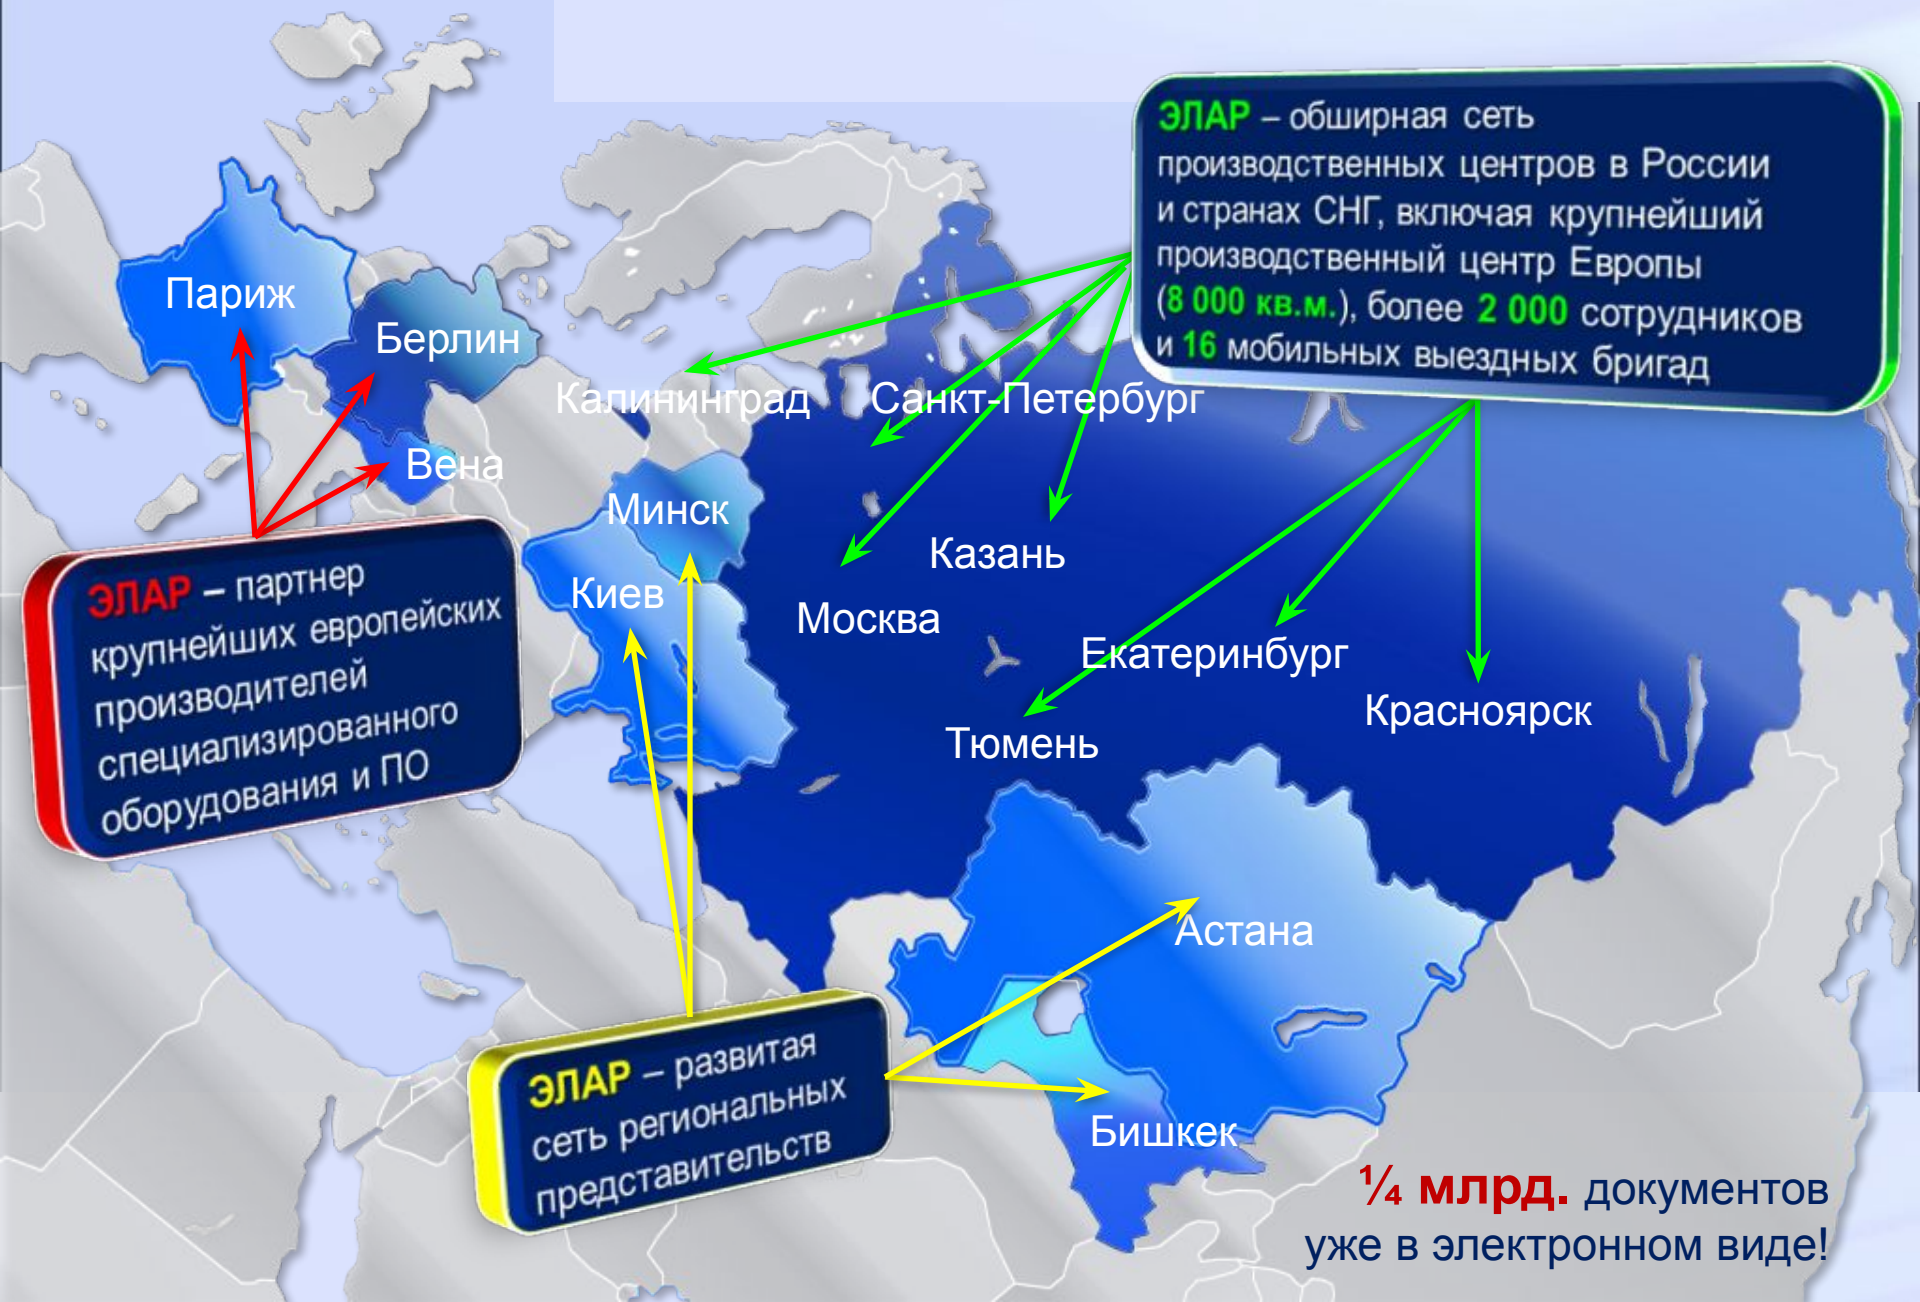 ЭЛАР – обширная сеть
производственных центров в России
и странах СНГ, включая крупнейший
производственный центр Европы
(8 000 кв.м.), более 2 000 сотрудников
и 16 мобильных выездных бригад
Париж
Берлин
Вена
Калининград
Санкт-Петербург
Минск
Киев
Казань
Москва
Екатеринбург
Тюмень
Красноярск
ЭЛАР – партнер
крупнейших европейских
производителей
специализированного
оборудования и ПО
Астана
Бишкек
ЭЛАР – развитая
сеть региональных
представительств
¼ млрд. документов
уже в электронном виде!